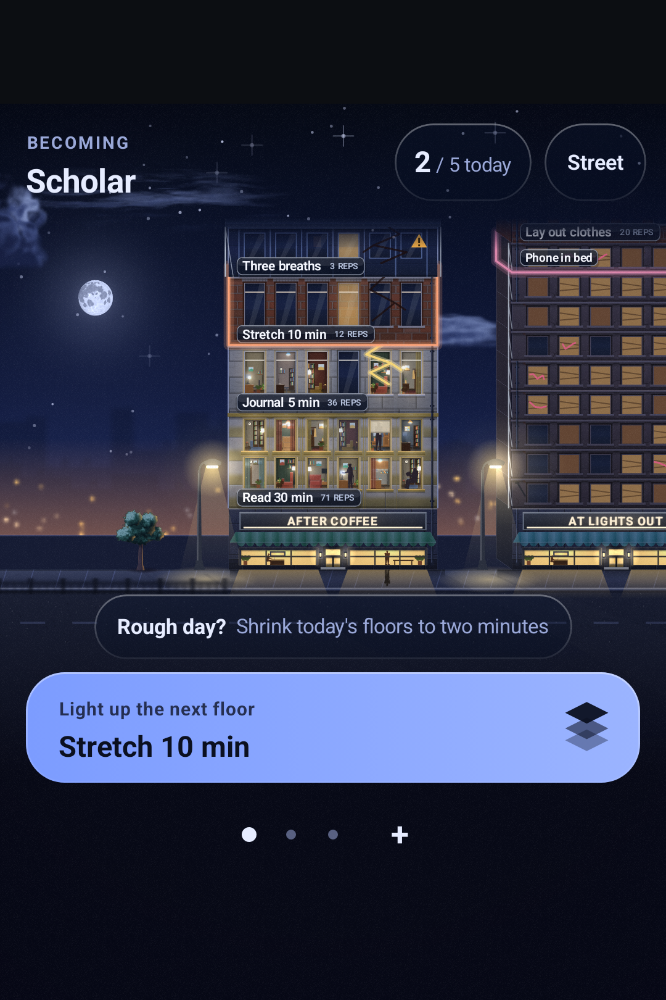 BECOMING
Scholar
2 / 5 today
Street
Three breaths 3 REPS
Stretch 10 min 12 REPS
Journal 5 min 36 REPS
Read 30 min 71 REPS
AFTER COFFEE
Lay out clothes 20 REPS
Phone in bed
AT LIGHTS OUT
Rough day? Shrink today's floors to two minutes
Light up the next floor
Stretch 10 min
+